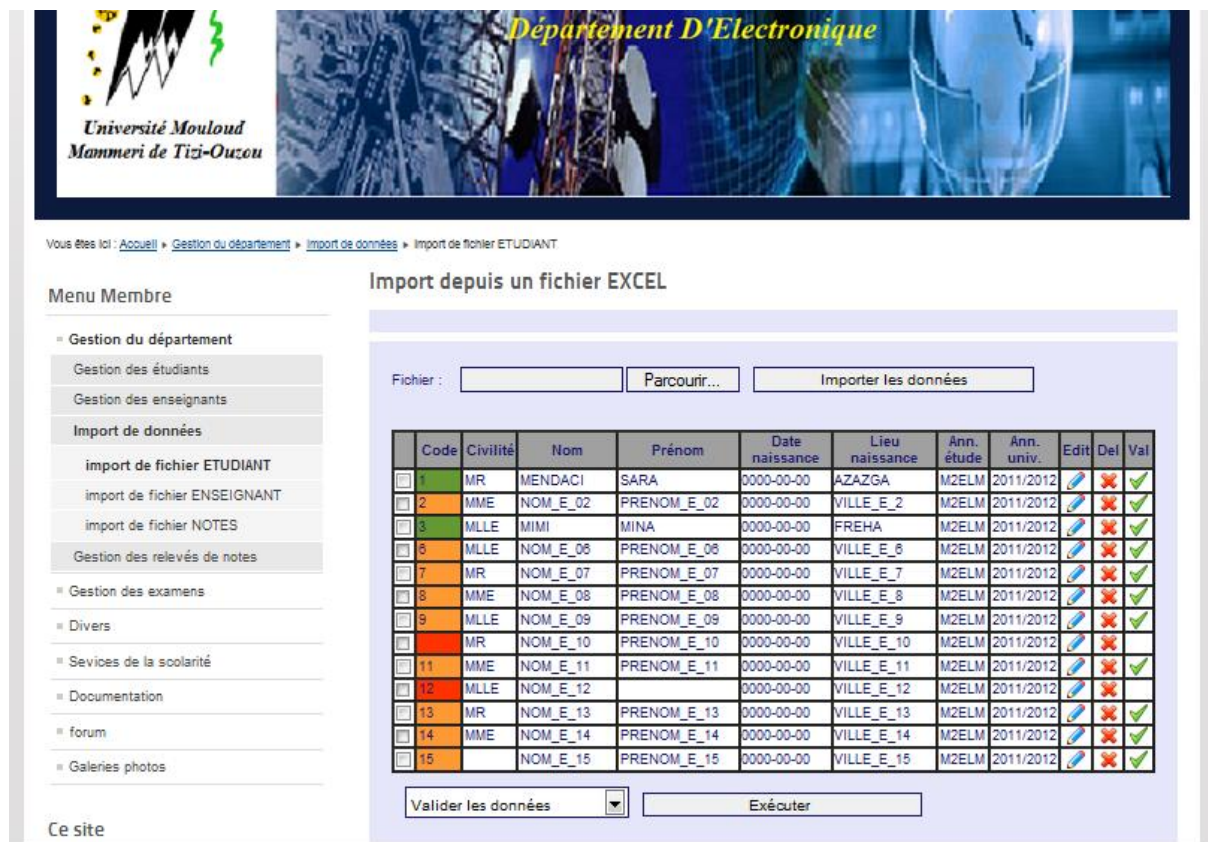 Département D'Electronique
Université Mouloud
Mammeri de Tizi-Ouzou
Vous êtes ici : Accueil ▸ Gestion du département ▸ Import de données ▸ Import de fichier ETUDIANT
Menu Membre
Gestion du département
Gestion des étudiants
Gestion des enseignants
Import de données
import de fichier ETUDIANT
import de fichier ENSEIGNANT
import de fichier NOTES
Gestion des relevés de notes
Gestion des examens
Divers
Sevices de la scolarité
Documentation
forum
Galeries photos
Ce site
Import depuis un fichier EXCEL
Fichier : Parcourir... Importer les données
Code Civilité Nom Prénom Date naissance Lieu naissance Ann. étude Ann. univ. Edit Del Val
1 MR MENDACI SARA 0000-00-00 AZAZGA M2ELM 2011/2012
2 MME NOM_E_02 PRENOM_E_02 0000-00-00 VILLE_E_2 M2ELM 2011/2012
3 MLLE MIMI MINA 0000-00-00 FREHA M2ELM 2011/2012
6 MLLE NOM_E_06 PRENOM_E_06 0000-00-00 VILLE_E_6 M2ELM 2011/2012
7 MR NOM_E_07 PRENOM_E_07 0000-00-00 VILLE_E_7 M2ELM 2011/2012
8 MME NOM_E_08 PRENOM_E_08 0000-00-00 VILLE_E_8 M2ELM 2011/2012
9 MLLE NOM_E_09 PRENOM_E_09 0000-00-00 VILLE_E_9 M2ELM 2011/2012
MR NOM_E_10 PRENOM_E_10 0000-00-00 VILLE_E_10 M2ELM 2011/2012
11 MME NOM_E_11 PRENOM_E_11 0000-00-00 VILLE_E_11 M2ELM 2011/2012
12 MLLE NOM_E_12 0000-00-00 VILLE_E_12 M2ELM 2011/2012
13 MR NOM_E_13 PRENOM_E_13 0000-00-00 VILLE_E_13 M2ELM 2011/2012
14 MME NOM_E_14 PRENOM_E_14 0000-00-00 VILLE_E_14 M2ELM 2011/2012
15 NOM_E_15 PRENOM_E_15 0000-00-00 VILLE_E_15 M2ELM 2011/2012
Valider les données Exécuter